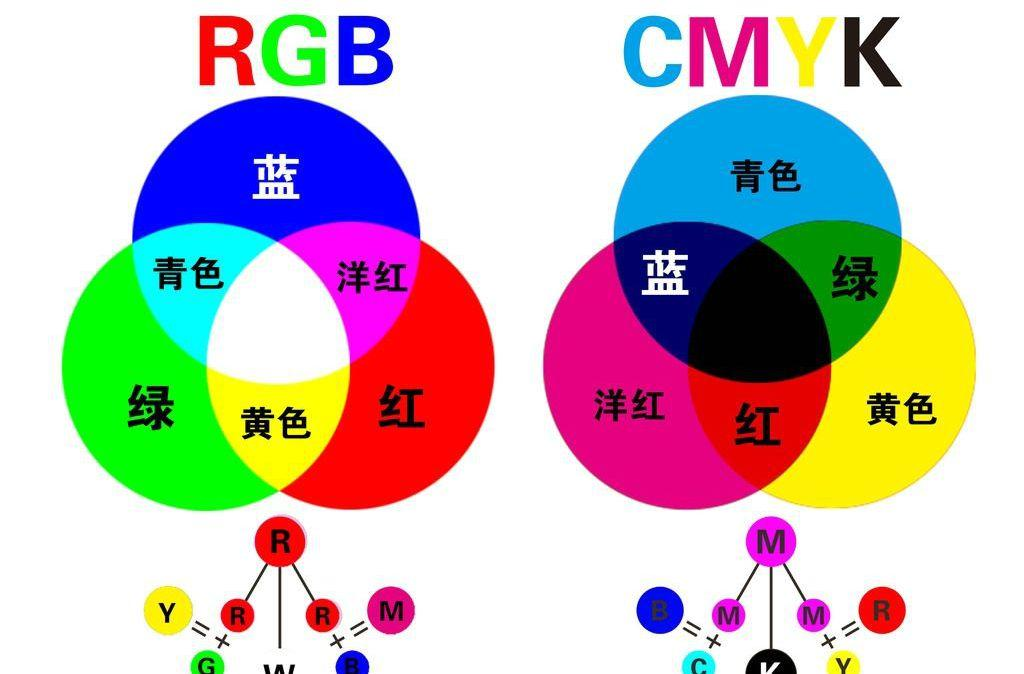 RGB CMYK
蓝
青色 洋红
绿 黄色 红
青色
蓝 绿
洋红 红 黄色
R
Y R R M
= =
+ +
G W B
M
B M M R
= =
+ +
C K Y